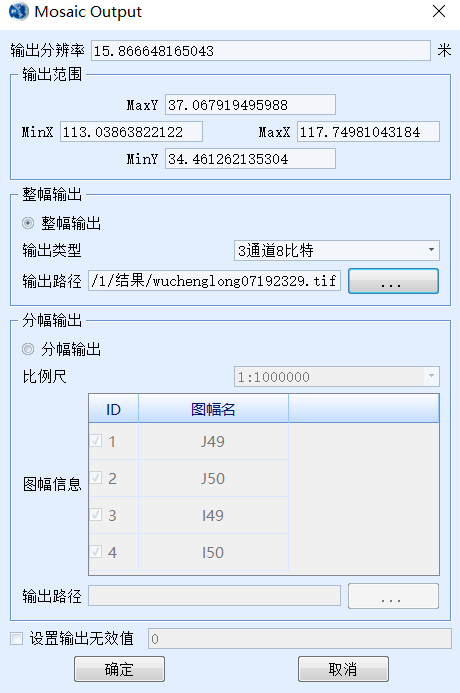 Mosaic Output
输出分辨率 15.866648165043 米
输出范围
MaxY 37.067919495988
MinX 113.03863822122 MaxX 117.74981043184
MinY 34.461262135304
整幅输出
整幅输出
输出类型 3通道8比特
输出路径 /1/结果/wuchenglong07192329.tif ...
分幅输出
分幅输出
比例尺 1:1000000
ID 图幅名
1 J49
2 J50
图幅信息
3 I49
4 I50
输出路径 ...
设置输出无效值 0
确定 取消